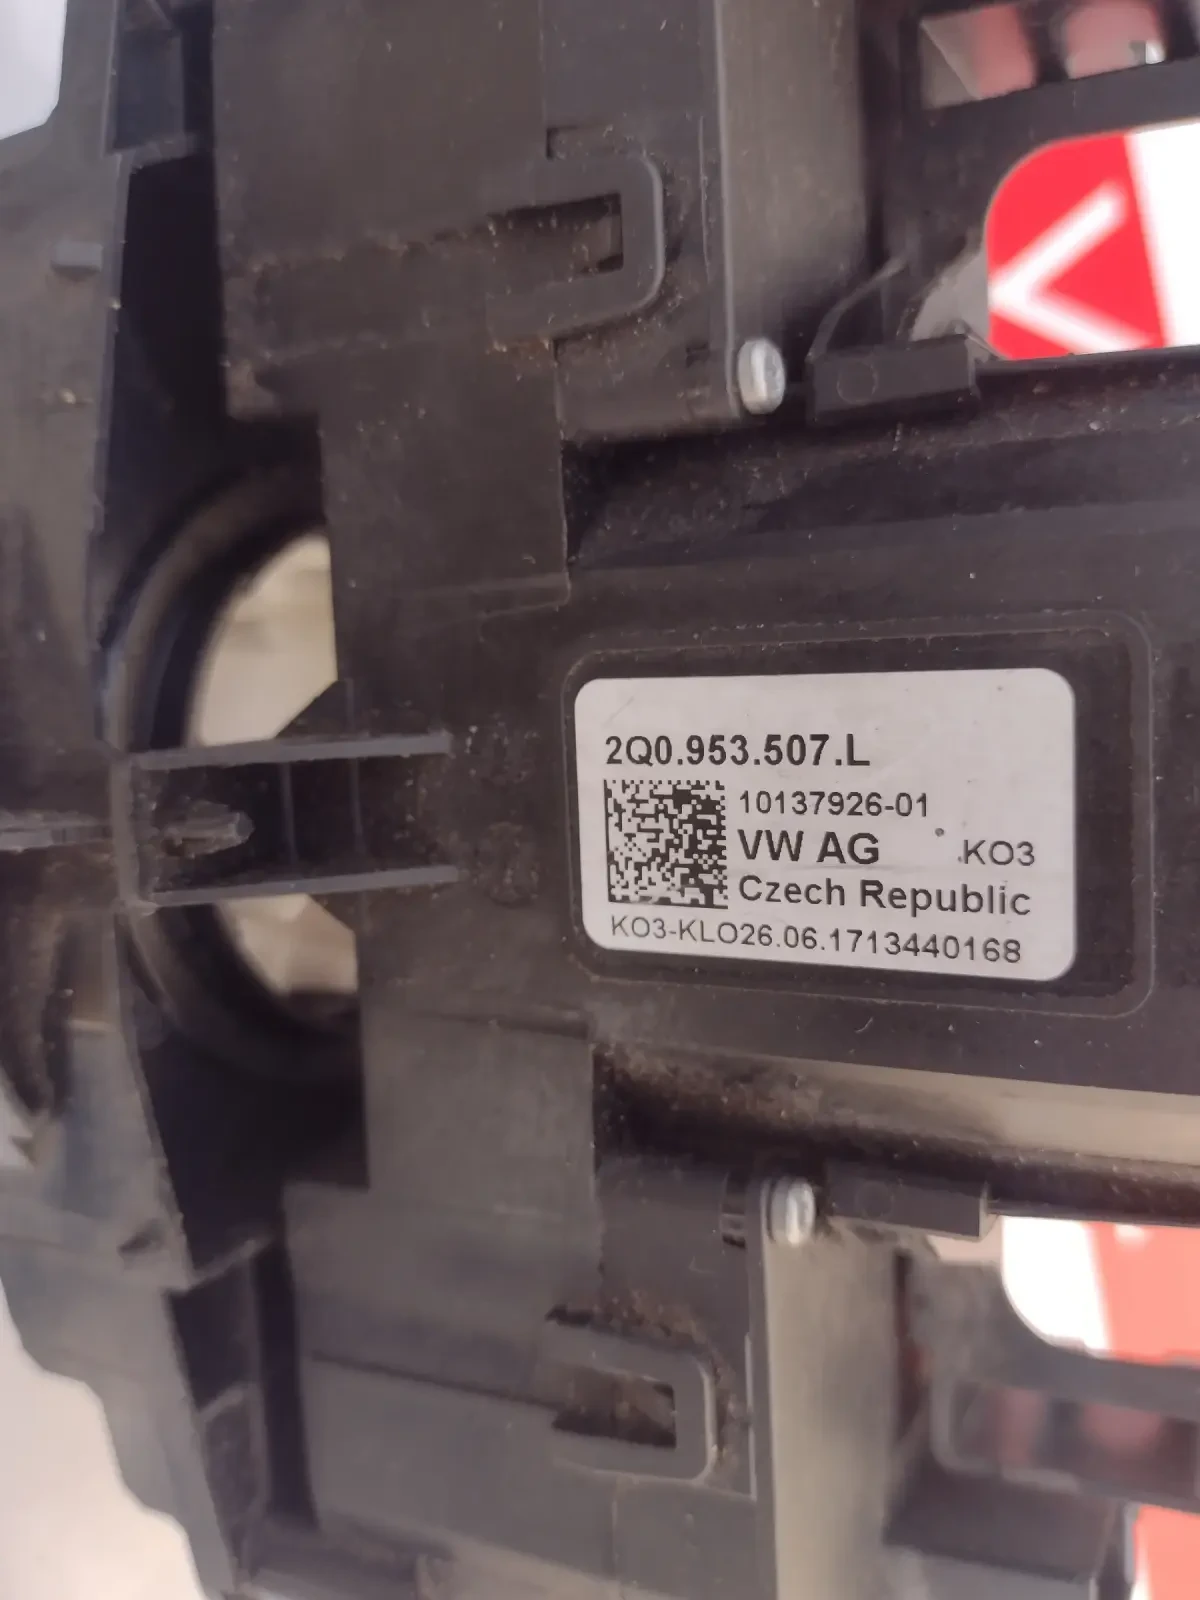 2Q0.953.507.L
10137926-01
VW AG .KO3
Czech Republic
KO3-KLO26.06.1713440168